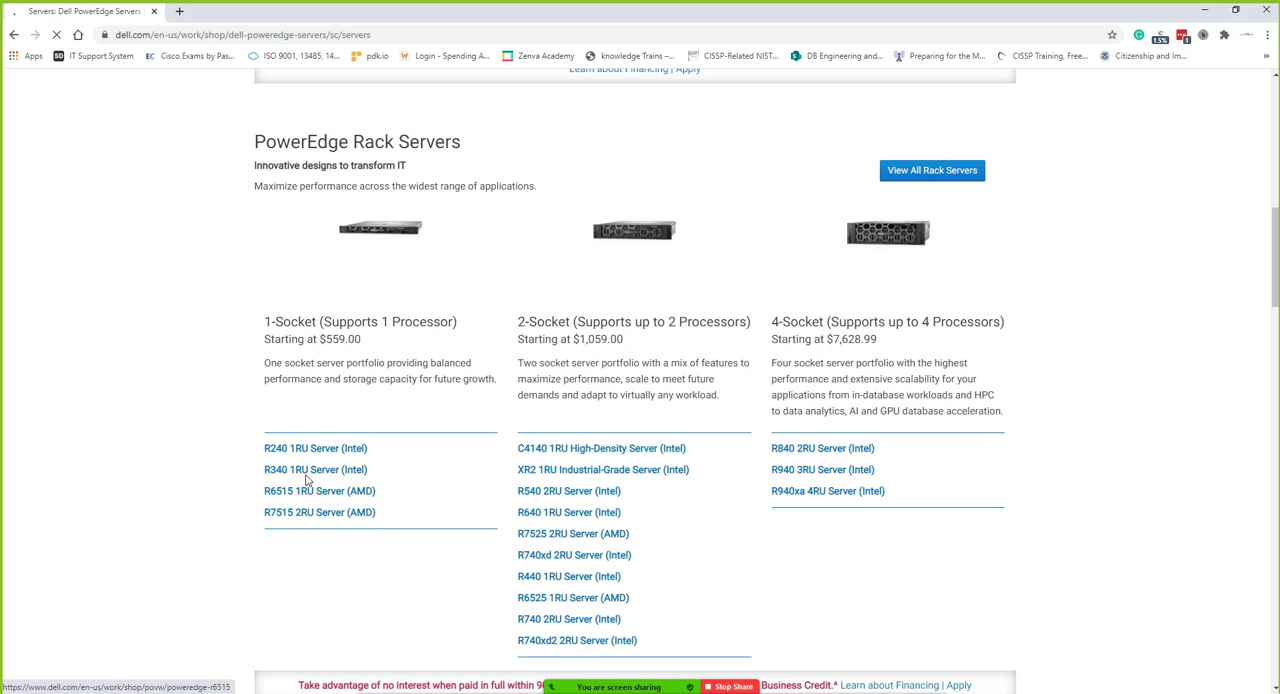 Servers: Dell PowerEdge Servers
dell.com/en-us/work/shop/dell-poweredge-servers/sc/servers
Apps IT Support System Cisco Exams by Pas... ISO 9001, 13485, 14... pdk.io Login - Spending A... Zenva Academy knowledge Trains –... CISSP-Related NIST... DB Engineering and... Preparing for the M... CISSP Training, Free... Citizenship and Im...
Learn about Financing | Apply
PowerEdge Rack Servers
Innovative designs to transform IT
View All Rack Servers
Maximize performance across the widest range of applications.
1-Socket (Supports 1 Processor)
Starting at $559.00
One socket server portfolio providing balanced
performance and storage capacity for future growth.
R240 1RU Server (Intel)
R340 1RU Server (Intel)
R6515 1RU Server (AMD)
R7515 2RU Server (AMD)
2-Socket (Supports up to 2 Processors)
Starting at $1,059.00
Two socket server portfolio with a mix of features to
maximize performance, scale to meet future
demands and adapt to virtually any workload.
C4140 1RU High-Density Server (Intel)
XR2 1RU Industrial-Grade Server (Intel)
R540 2RU Server (Intel)
R640 1RU Server (Intel)
R7525 2RU Server (AMD)
R740xd 2RU Server (Intel)
R440 1RU Server (Intel)
R6525 1RU Server (AMD)
R740 2RU Server (Intel)
R740xd2 2RU Server (Intel)
4-Socket (Supports up to 4 Processors)
Starting at $7,628.99
Four socket server portfolio with the highest
performance and extensive scalability for your
applications from in-database workloads and HPC
to data analytics, AI and GPU database acceleration.
R840 2RU Server (Intel)
R940 3RU Server (Intel)
R940xa 4RU Server (Intel)
Take advantage of no interest when paid in full within 9 Business Credit.^ Learn about Financing | Apply
https://www.dell.com/en-us/work/shop/povw/poweredge-r6515
You are screen sharing Stop Share